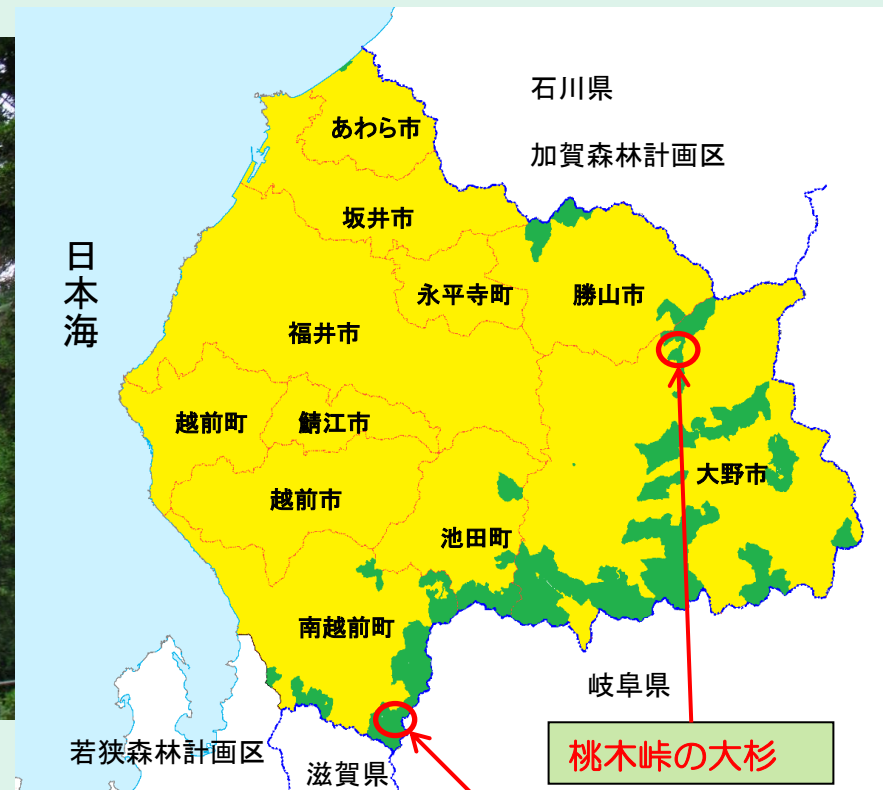 石川県
加賀森林計画区
あわら市
坂井市
日本海
永平寺町
勝山市
福井市
越前町
鯖江市
大野市
越前市
池田町
南越前町
岐阜県
桃木峠の大杉
若狭森林計画区
滋賀県